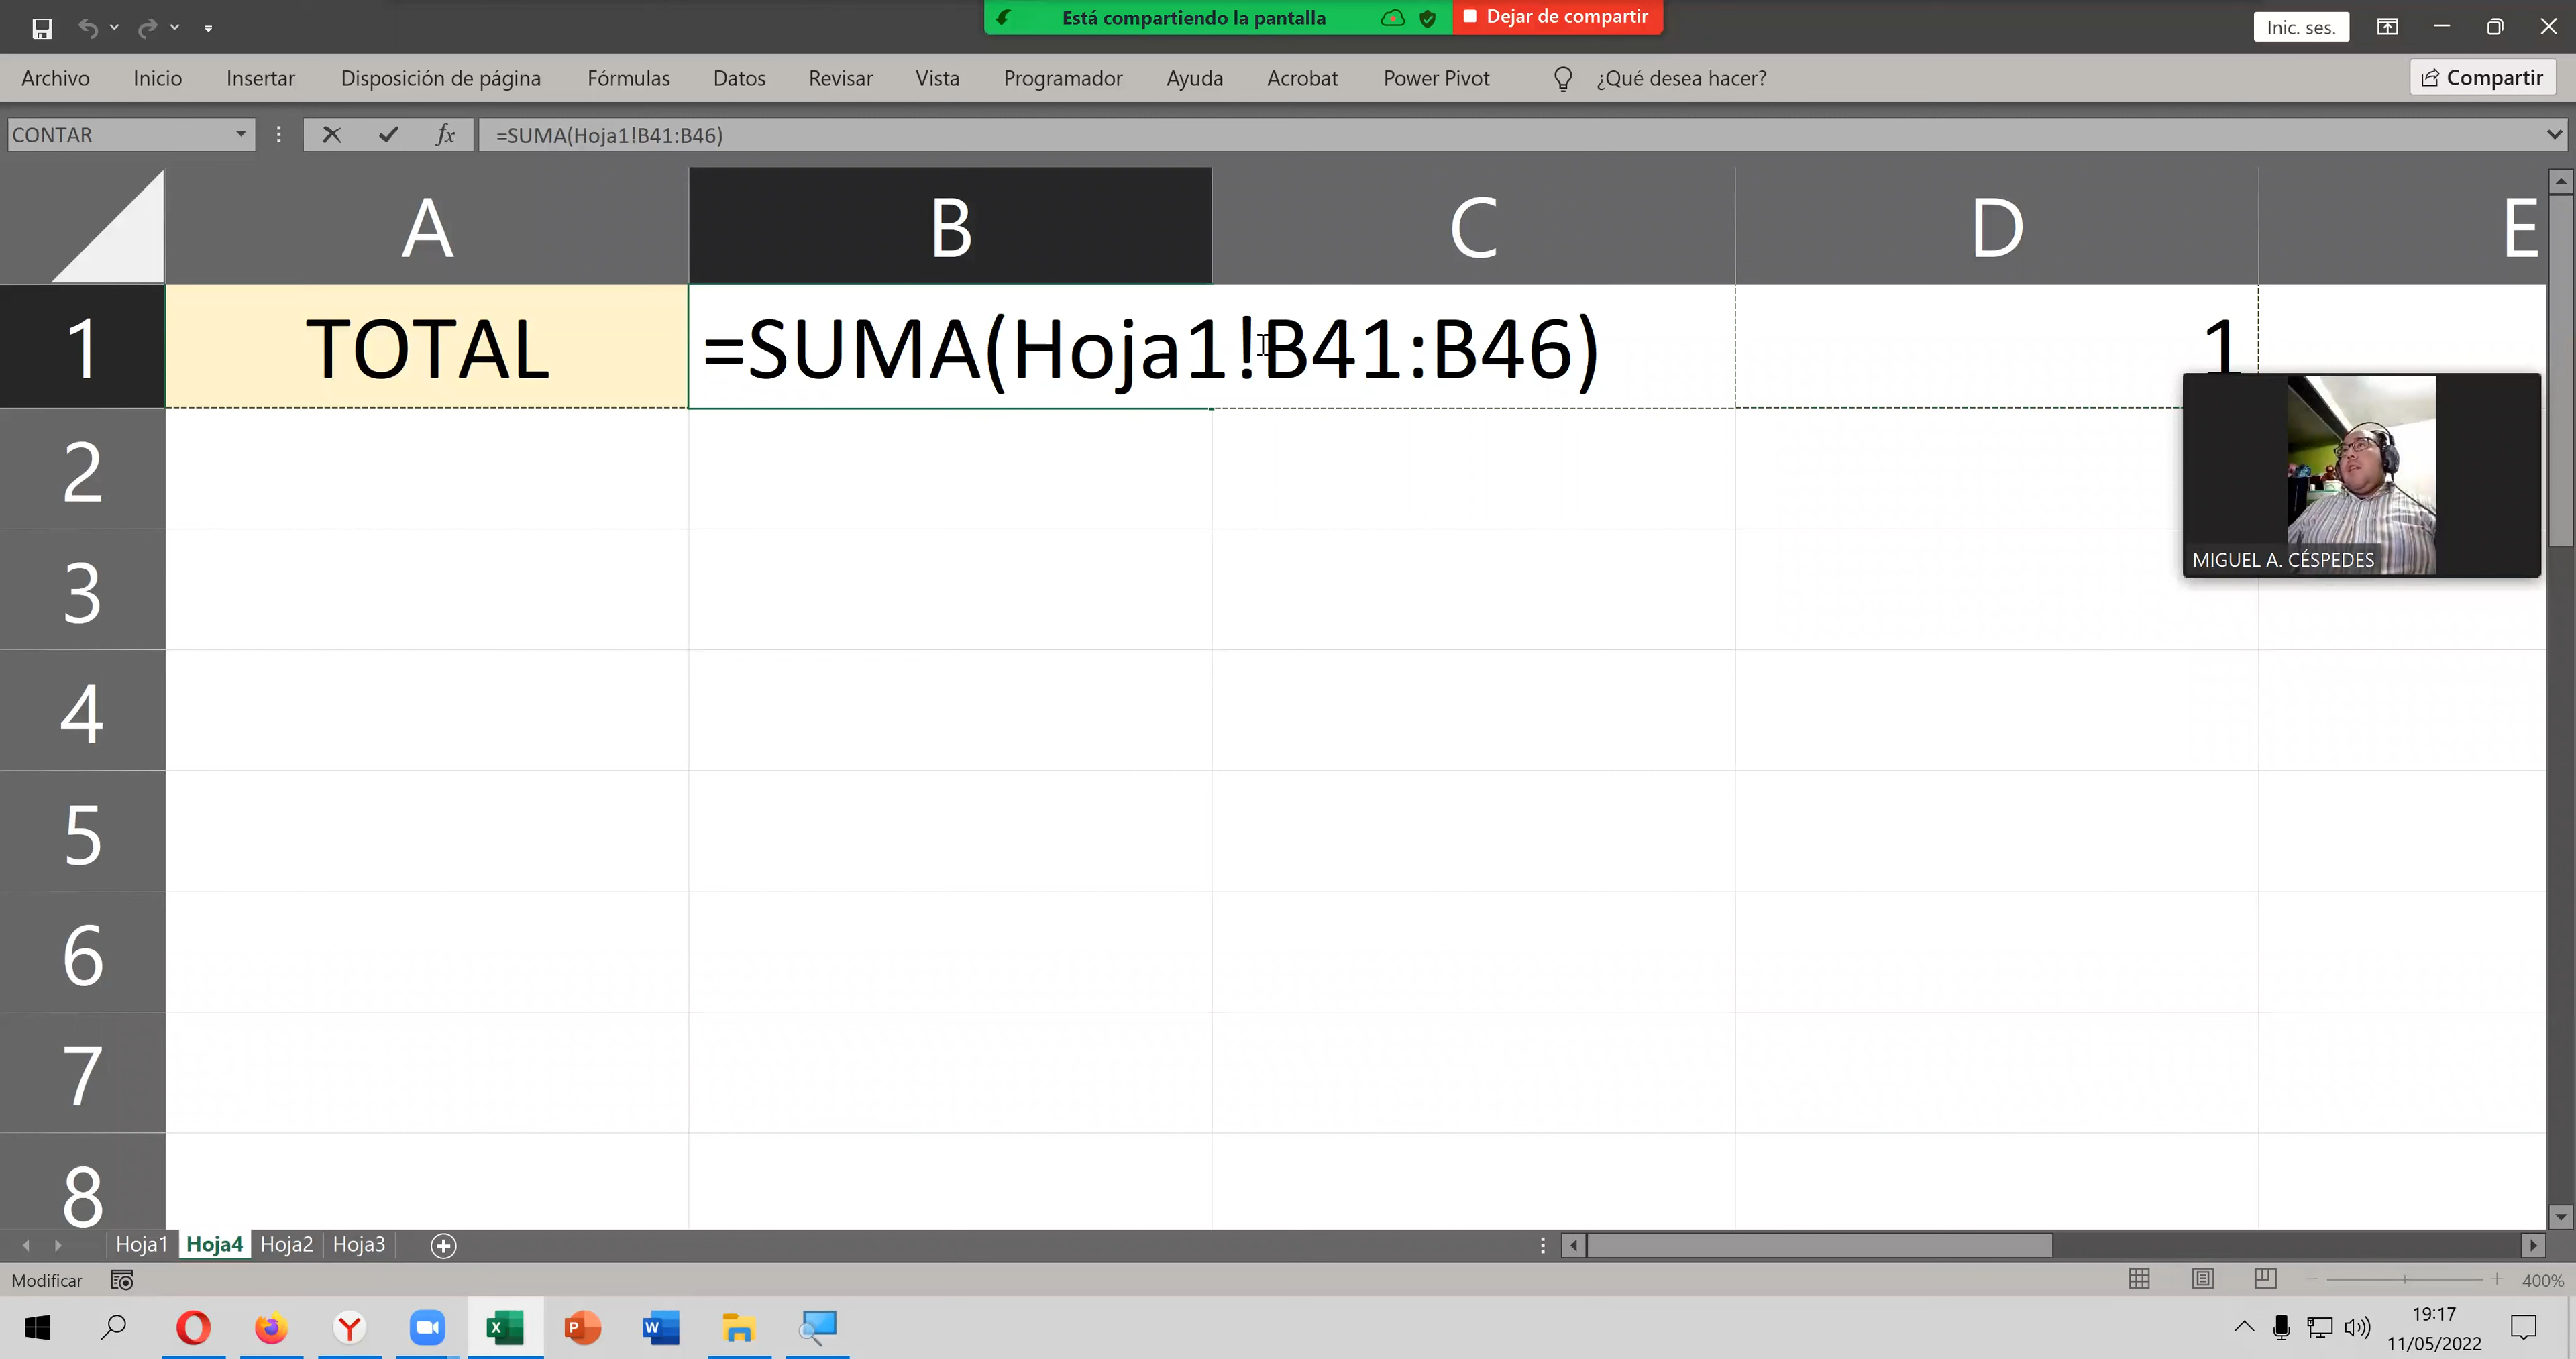 Está compartiendo la pantalla
Dejar de compartir
Inic. ses.
Archivo Inicio Insertar Disposición de página Fórmulas Datos Revisar Vista Programador Ayuda Acrobat Power Pivot ¿Qué desea hacer? Compartir
CONTAR fx =SUMA(Hoja1!B41:B46)
A B C D E
1 TOTAL =SUMA(Hoja1!B41:B46) 1
2
3
MIGUEL A. CÉSPEDES
4
5
6
7
8
Hoja1 Hoja4 Hoja2 Hoja3
Modificar 400%
19:17
11/05/2022